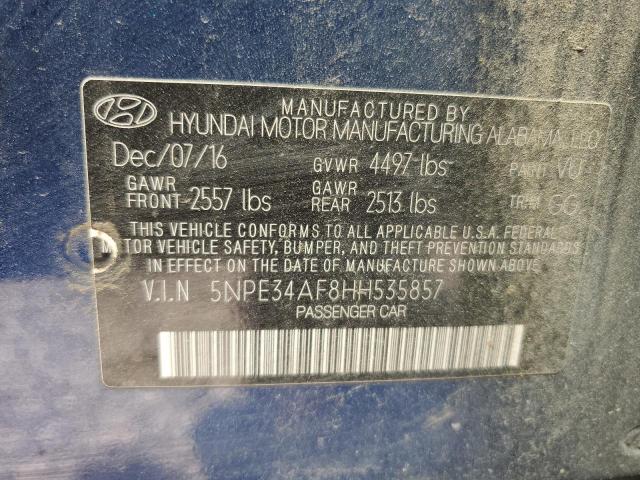 MANUFACTURED BY
HYUNDAI MOTOR MANUFACTURING ALABAMA, LLC
Dec/07/16 GVWR 4497 lbs PAINT
GAWR FRONT 2557 lbs GAWR REAR 2513 lbs TRIM GG
THIS VEHICLE CONFORMS TO ALL APPLICABLE U.S.A. FEDERAL
MOTOR VEHICLE SAFETY, BUMPER, AND THEFT PREVENTION STANDARDS
IN EFFECT ON THE DATE OF MANUFACTURE SHOWN ABOVE.
V.I.N 5NPE34AF8HH535857
PASSENGER CAR